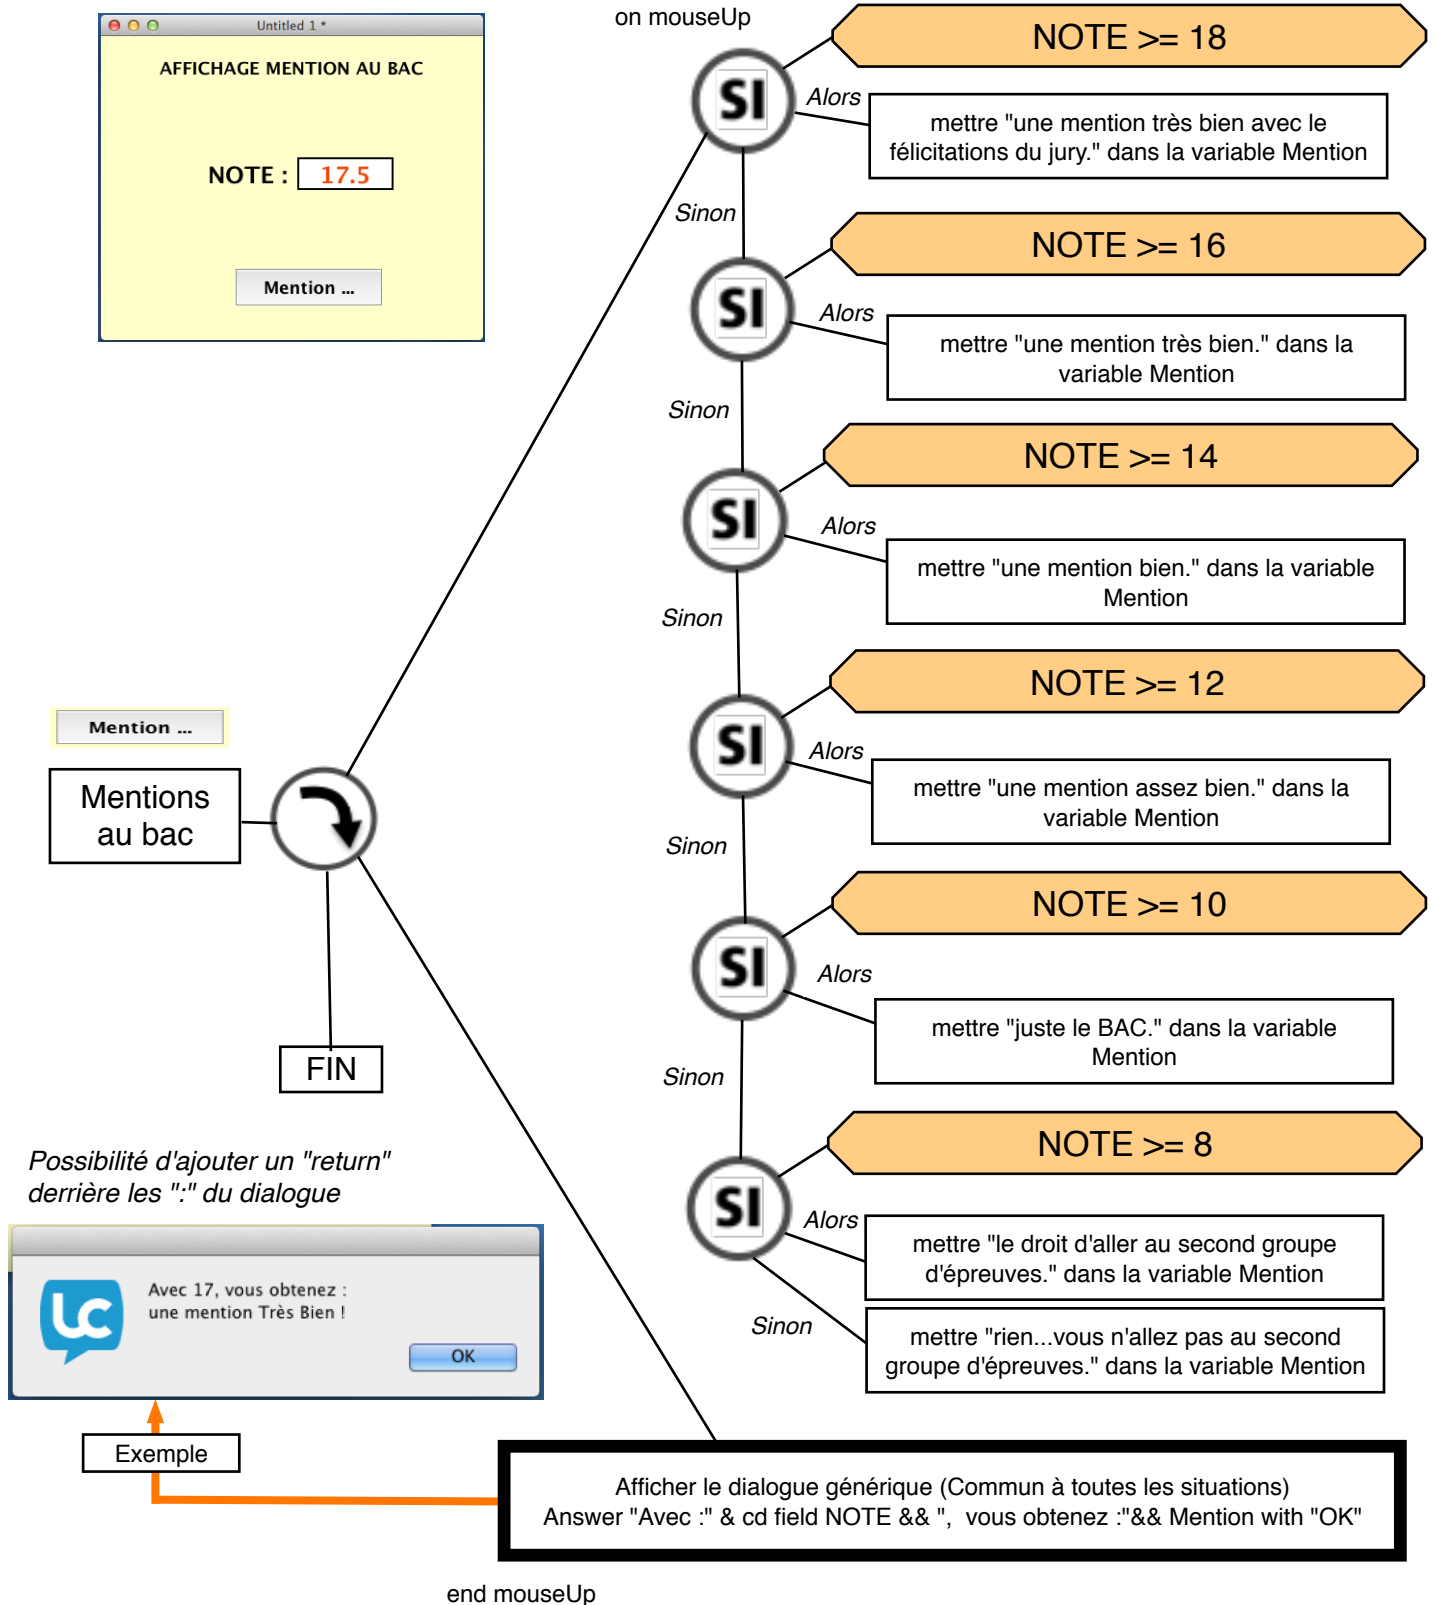 Untitled 1 *
AFFICHAGE MENTION AU BAC
NOTE : 17.5
Mention ...
on mouseUp
SI
NOTE >= 18
Alors
mettre "une mention très bien avec le
félicitations du jury." dans la variable Mention
Sinon
SI
NOTE >= 16
Alors
mettre "une mention très bien." dans la
variable Mention
Sinon
SI
NOTE >= 14
Alors
mettre "une mention bien." dans la variable
Mention
Sinon
SI
NOTE >= 12
Alors
mettre "une mention assez bien." dans la
variable Mention
Sinon
SI
NOTE >= 10
Alors
mettre "juste le BAC." dans la variable
Mention
Sinon
SI
NOTE >= 8
Alors
mettre "le droit d'aller au second groupe
d'épreuves." dans la variable Mention
Sinon
mettre "rien...vous n'allez pas au second
groupe d'épreuves." dans la variable Mention
Mention ...
Mentions
au bac
FIN
Possibilité d'ajouter un "return"
derrière les ":" du dialogue
LC
Avec 17, vous obtenez :
une mention Très Bien !
OK
Exemple
Afficher le dialogue générique (Commun à toutes les situations)
Answer "Avec :" & cd field NOTE && ",  vous obtenez :"&& Mention with "OK"
end mouseUp